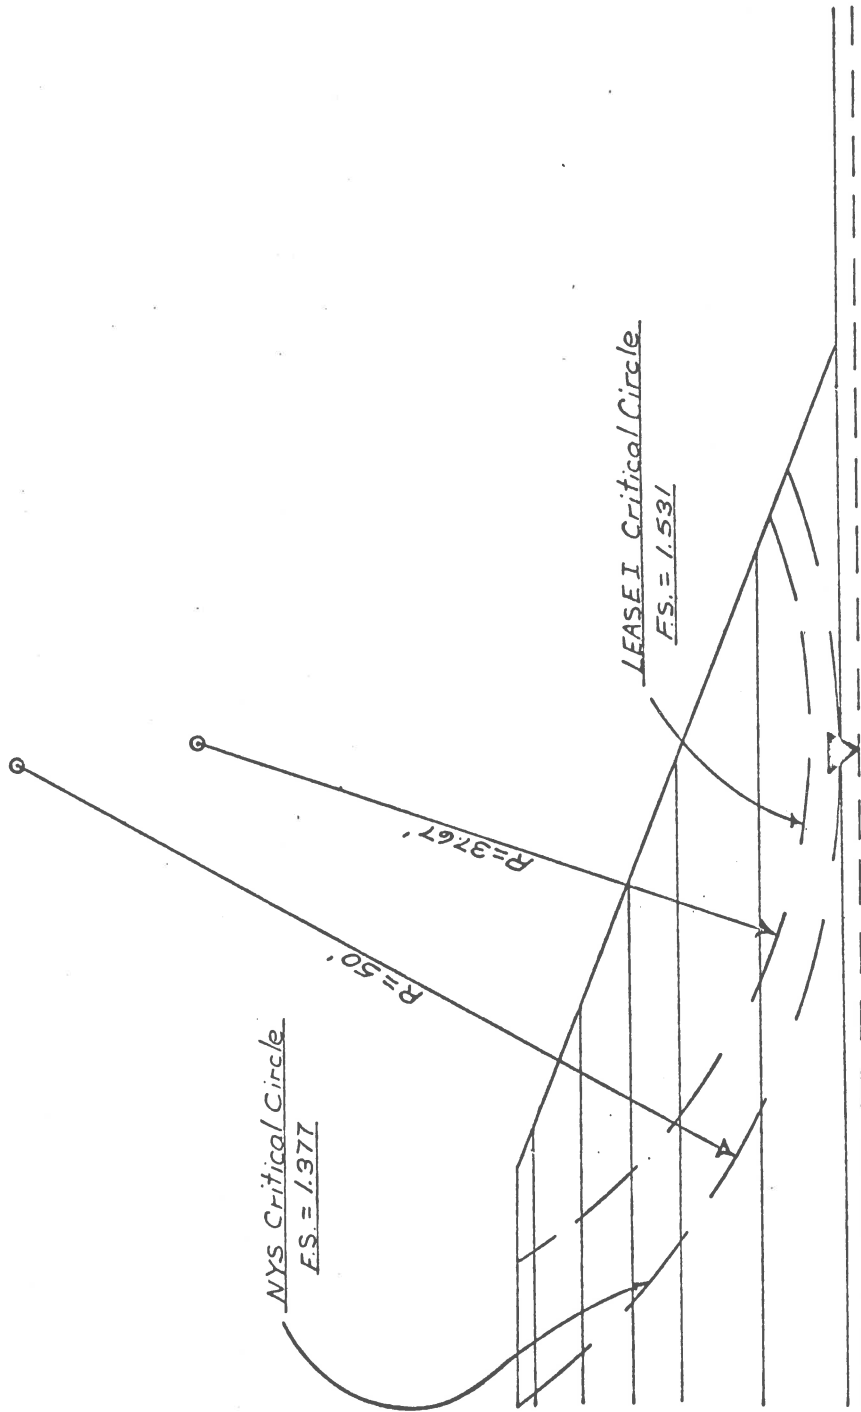 NYS Critical Circle
F.S. = 1.377
R=50'
R=37.67'
LEASE I Critical Circle
F.S. = 1.531